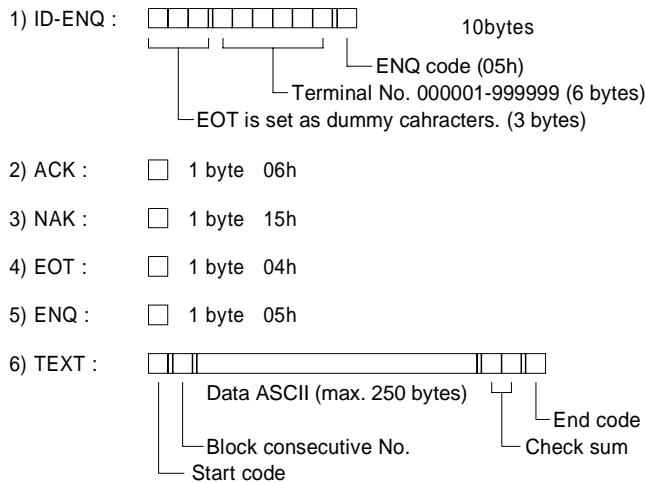 1) ID-ENQ : 10bytes
ENQ code (05h)
Terminal No. 000001-999999 (6 bytes)
EOT is set as dummy cahracters. (3 bytes)
2) ACK : 1 byte 06h
3) NAK : 1 byte 15h
4) EOT : 1 byte 04h
5) ENQ : 1 byte 05h
6) TEXT :
Data ASCII (max. 250 bytes)
End code
Block consecutive No. Check sum
Start code